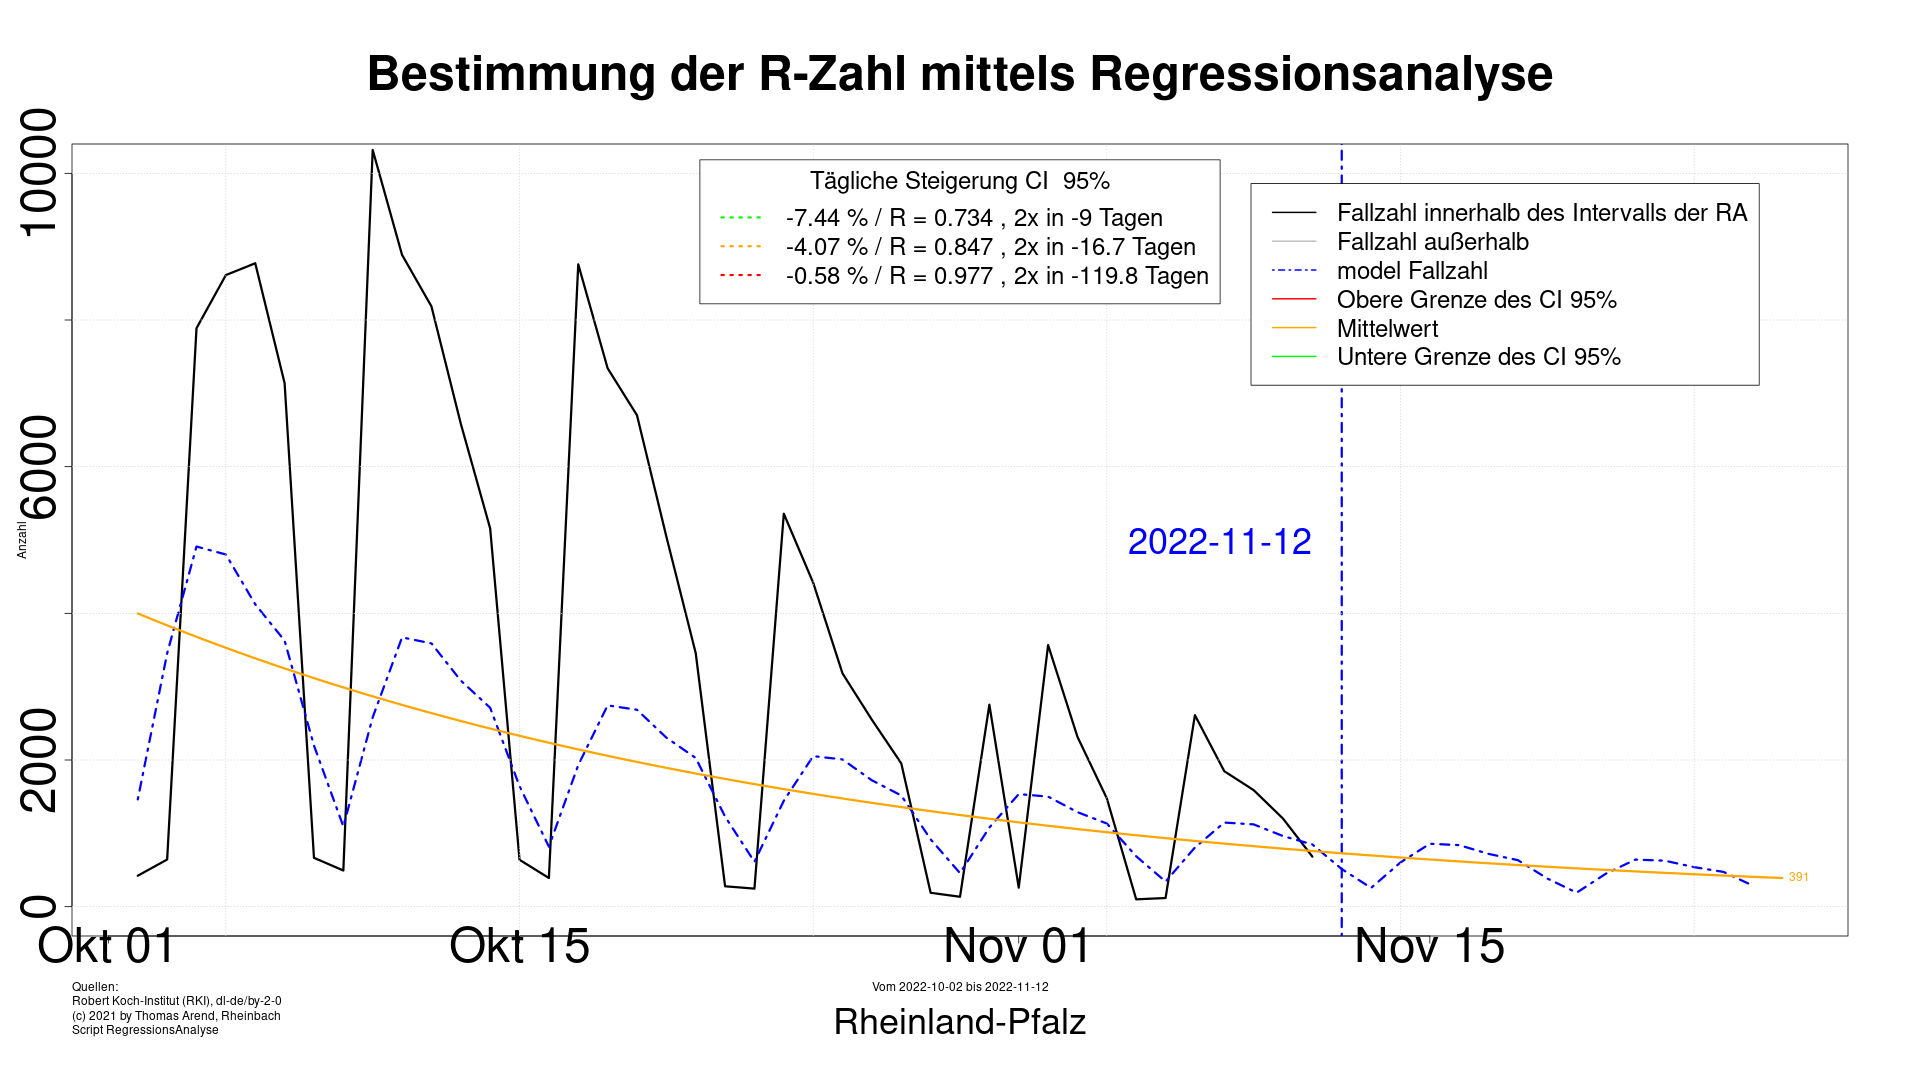 Bestimmung der R-Zahl mittels Regressionsanalyse
Anzahl
10000
6000
2000
0
Tägliche Steigerung CI  95%
-7.44 % / R = 0.734 , 2x in -9 Tagen
-4.07 % / R = 0.847 , 2x in -16.7 Tagen
-0.58 % / R = 0.977 , 2x in -119.8 Tagen
Fallzahl innerhalb des Intervalls der RA
Fallzahl außerhalb
model Fallzahl
Obere Grenze des CI 95%
Mittelwert
Untere Grenze des CI 95%
2022-11-12
391
Okt 01
Okt 15
Nov 01
Nov 15
Quellen:
Robert Koch-Institut (RKI), dl-de/by-2-0
(c) 2021 by Thomas Arend, Rheinbach
Script RegressionsAnalyse
Vom 2022-10-02 bis 2022-11-12
Rheinland-Pfalz